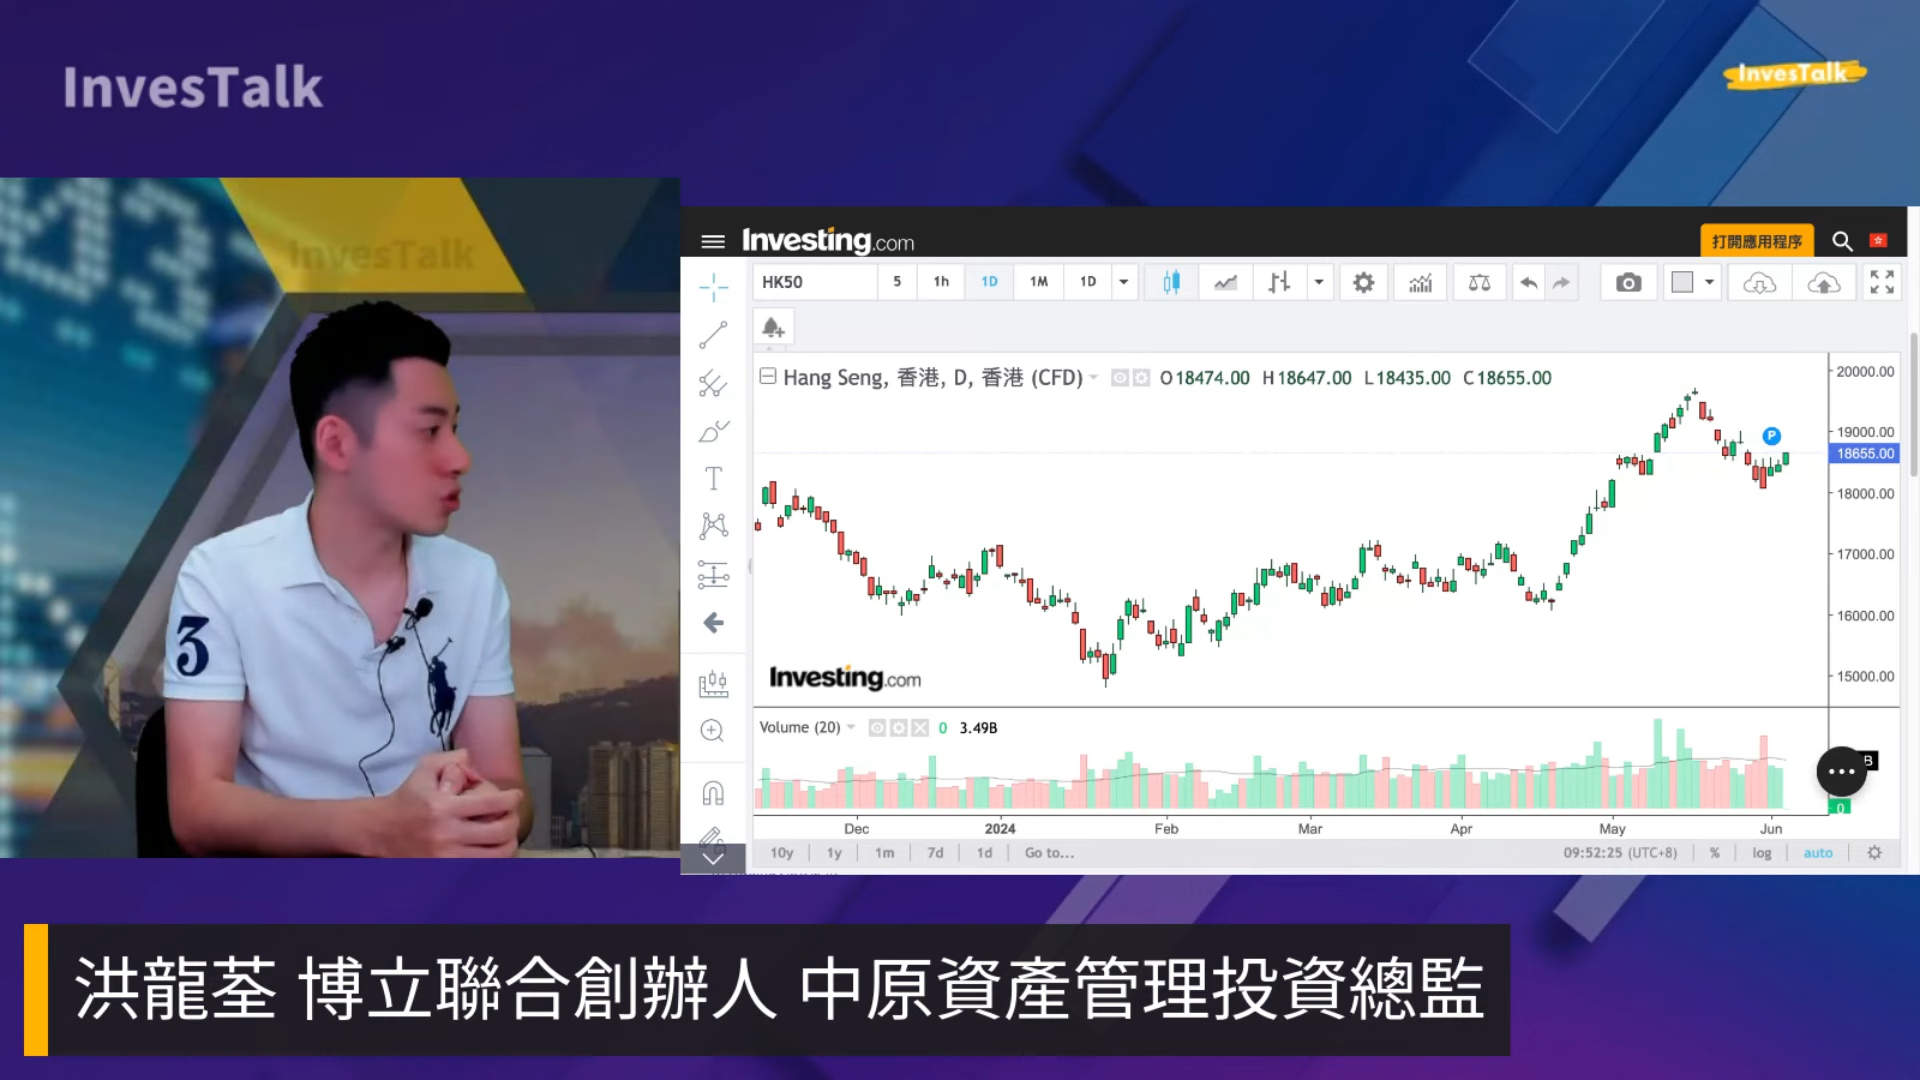 InvesTalk
InvesTalk
InvesTalk
3
Investing.com
打開應用程序
HK50 5 1h 1D 1M 1D
Hang Seng, 香港, D, 香港 (CFD) O18474.00 H18647.00 L18435.00 C18655.00
20000.00
19000.00
P
18655.00
18000.00
17000.00
16000.00
15000.00
Investing.com
Volume (20) 0 3.49B
B
0
Dec 2024 Feb Mar Apr May Jun
10y 1y 1m 7d 1d Go to... 09:52:25 (UTC+8) % log auto
洪龍荃 博立聯合創辦人 中原資產管理投資總監